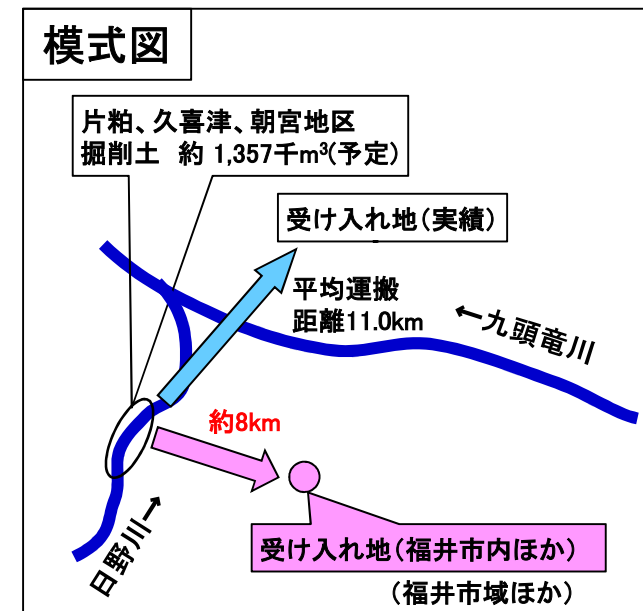 模式図
片粕、久喜津、朝宮地区
掘削土 約 1,357千m³(予定)
受け入れ地(実績)
平均運搬
距離11.0km
←九頭竜川
約8km
日野川→
受け入れ地(福井市内ほか)
(福井市域ほか)